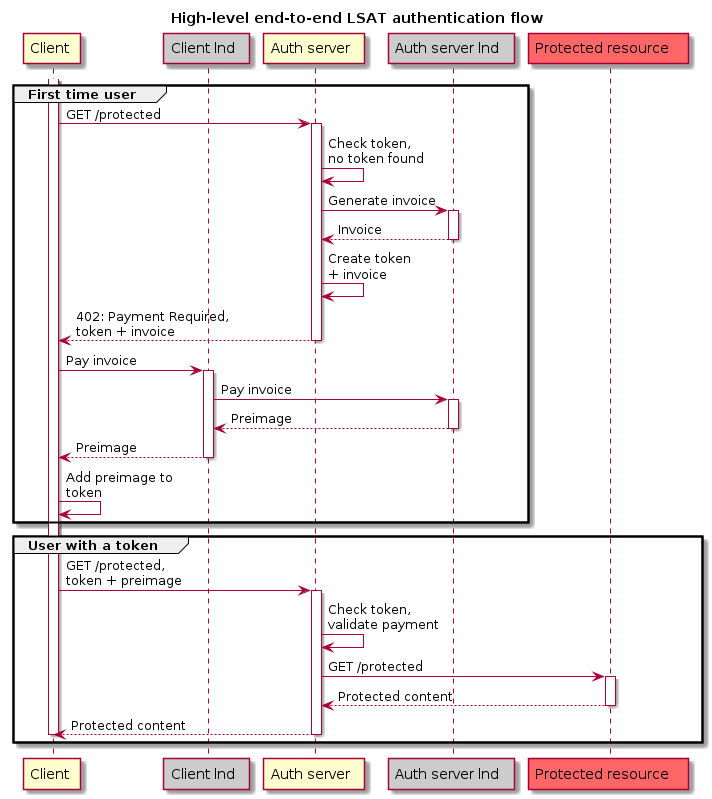 High-level end-to-end LSAT authentication flow
Client
Client lnd
Auth server
Auth server lnd
Protected resource
First time user
GET /protected
Check token,
no token found
Generate invoice
Invoice
Create token
+ invoice
402: Payment Required,
token + invoice
Pay invoice
Pay invoice
Preimage
Preimage
Add preimage to
token
User with a token
GET /protected,
token + preimage
Check token,
validate payment
GET /protected
Protected content
Protected content
Client
Client lnd
Auth server
Auth server lnd
Protected resource